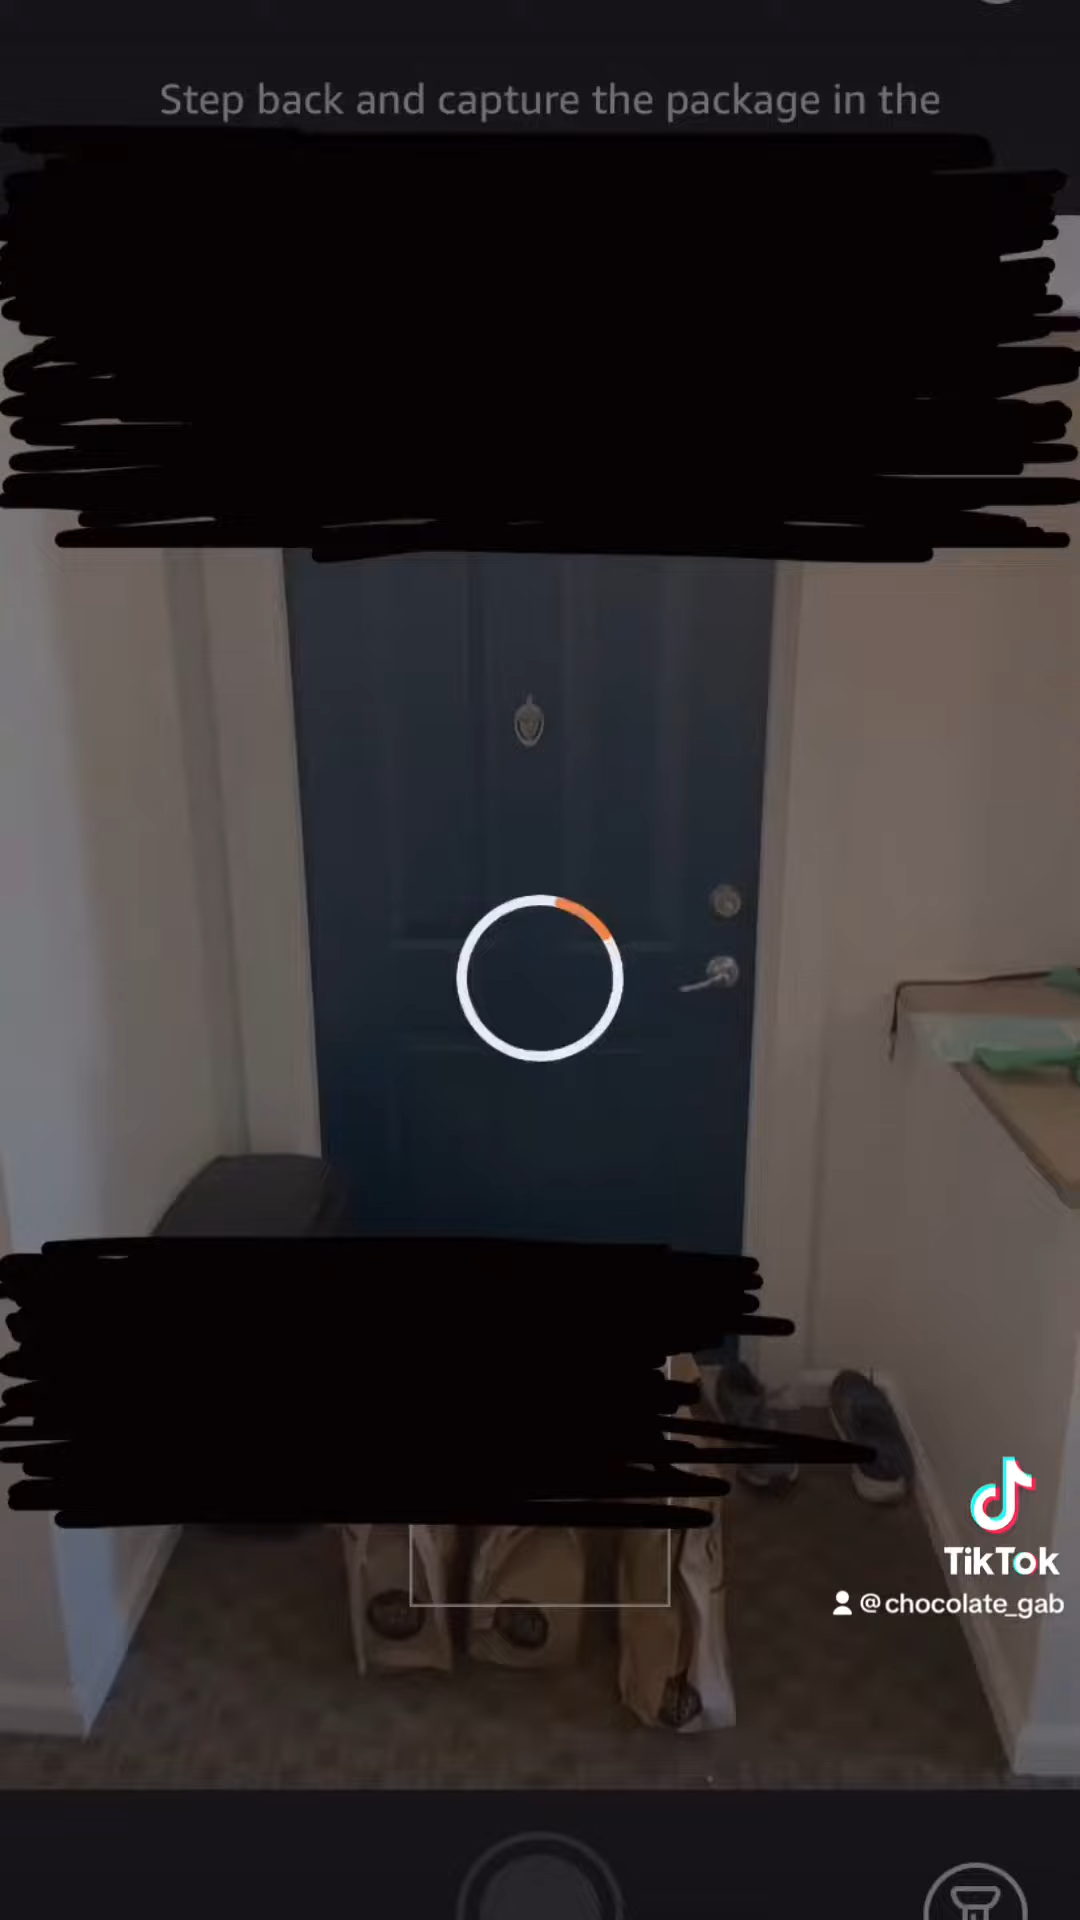 Step back and capture the package in the
TikTok
@chocolate_gab